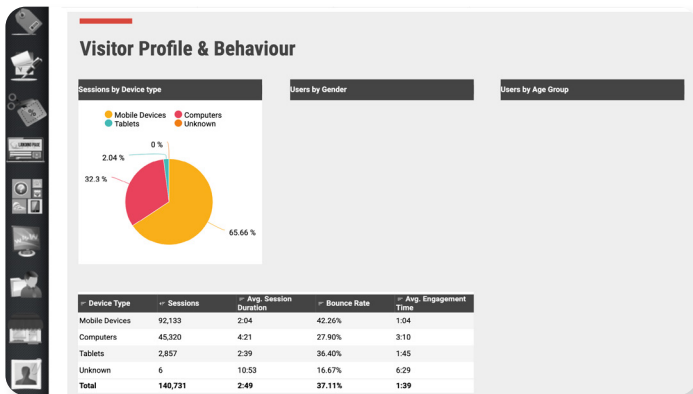 Visitor Profile & Behaviour
Sessions by Device type
Users by Gender
Users by Age Group
Mobile Devices Computers
Tablets Unknown
0 %
2.04 %
32.3 %
65.66 %
Device Type Sessions Avg. Session Duration Bounce Rate Avg. Engagement Time
Mobile Devices 92,133 2:04 42.26% 1:04
Computers 45,320 4:21 27.90% 3:10
Tablets 2,857 2:39 36.40% 1:45
Unknown 6 10:53 16.67% 6:29
Total 140,731 2:49 37.11% 1:39